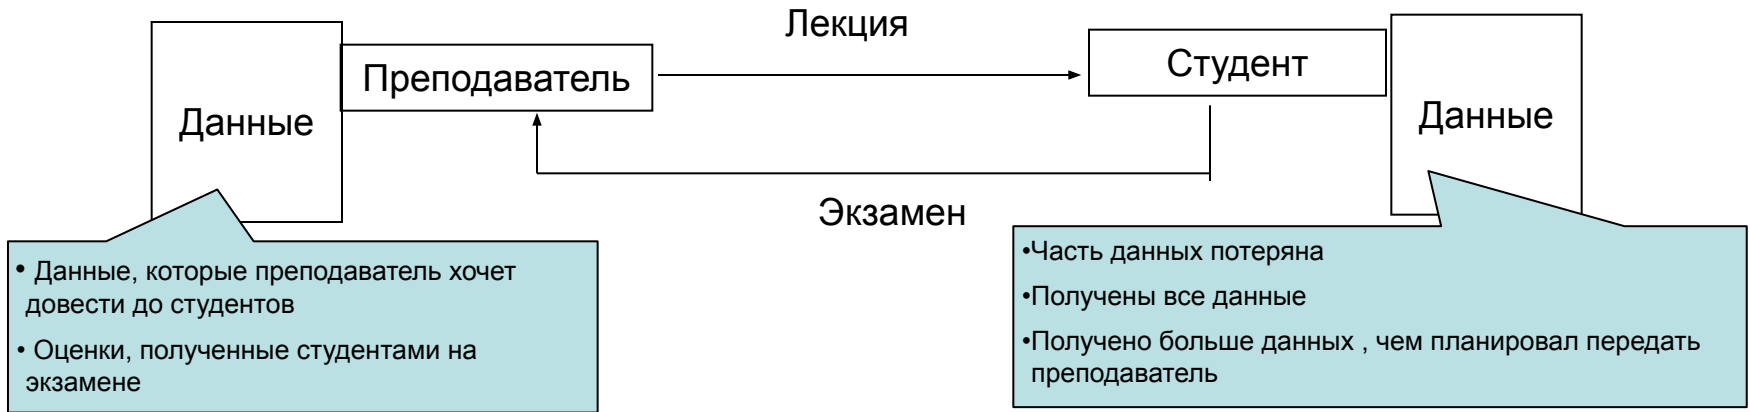 Лекция
Данные
Преподаватель
Студент
Данные
Экзамен
• Данные, которые преподаватель хочет
довести до студентов
• Оценки, полученные студентами на
экзамене
•Часть данных потеряна
•Получены все данные
•Получено больше данных , чем планировал передать
преподаватель